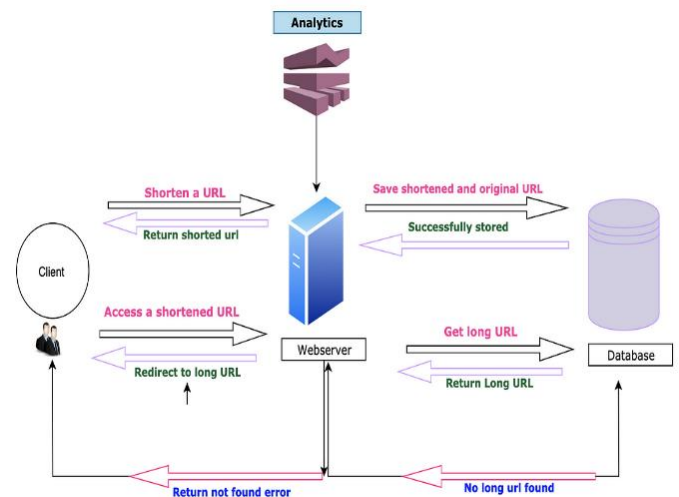 Analytics
Shorten a URL
Save shortened and original URL
Return shorted url
Successfully stored
Client
Access a shortened URL
Get long URL
Webserver
Database
Redirect to long URL
Return Long URL
Return not found error
No long url found